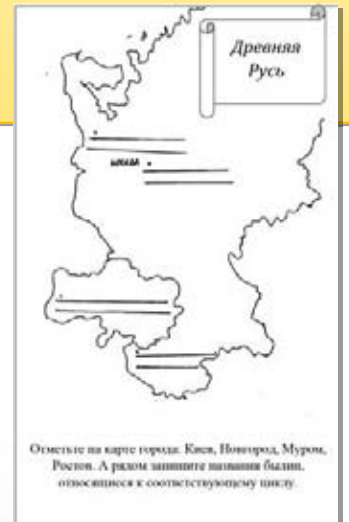 Древняя
Русь
Отметьте на карте города: Киев, Новгород, Муром,
Ростов. А рядом запишите названия былин,
относящиеся к соответствующему циклу.